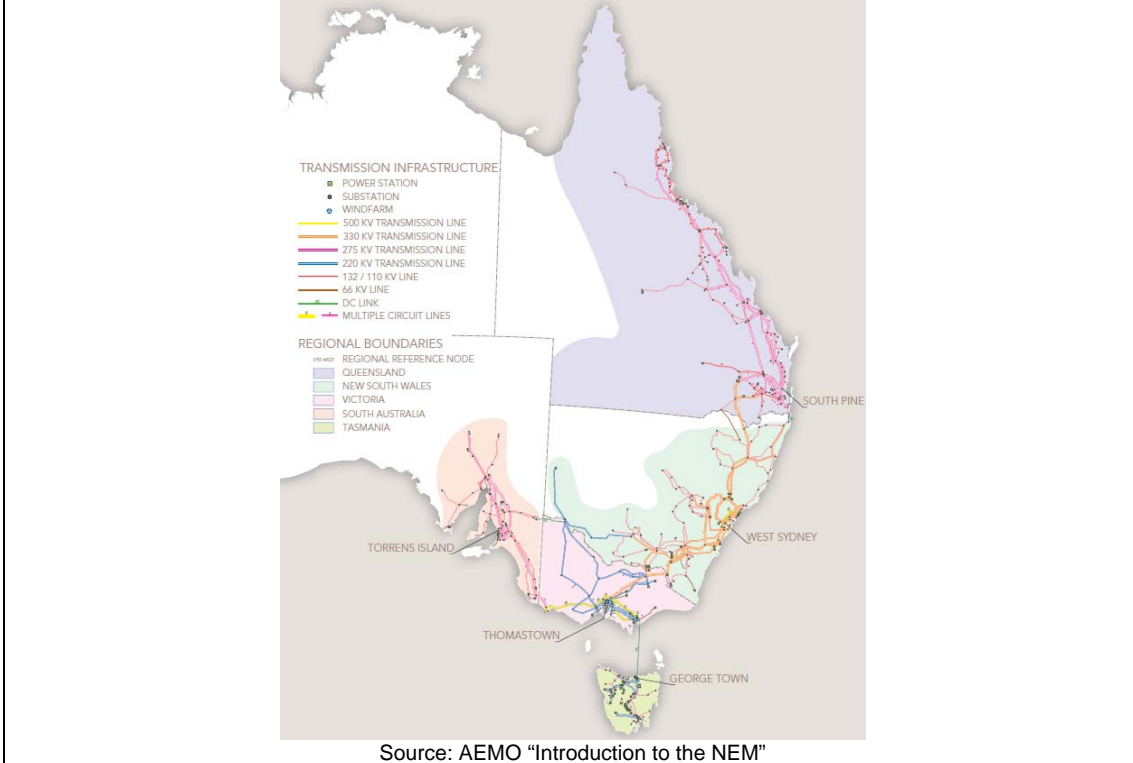 TRANSMISSION INFRASTRUCTURE
POWER STATION
SUBSTATION
WINDFARM
500 KV TRANSMISSION LINE
330 KV TRANSMISSION LINE
275 KV TRANSMISSION LINE
220 KV TRANSMISSION LINE
132 / 110 KV LINE
66 KV LINE
DC LINK
MULTIPLE CIRCUIT LINES
REGIONAL BOUNDARIES
REGIONAL REFERENCE NODE
QUEENSLAND
NEW SOUTH WALES
VICTORIA
SOUTH AUSTRALIA
TASMANIA
SOUTH PINE
WEST SYDNEY
TORRENS ISLAND
THOMASTOWN
GEORGE TOWN
Source: AEMO “Introduction to the NEM”